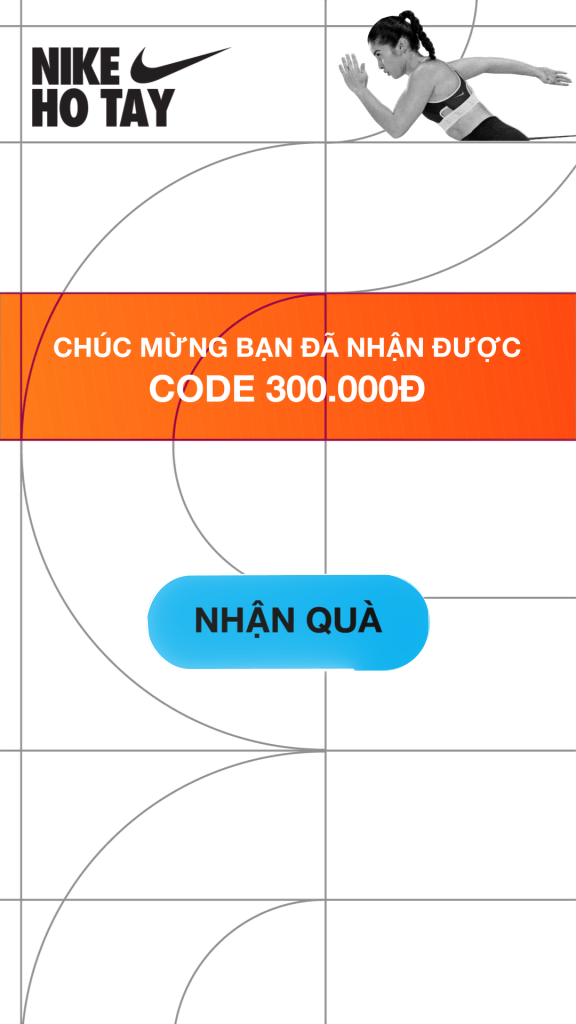 NIKE
HO TAY
CHÚC MỪNG BẠN ĐÃ NHẬN ĐƯỢC
CODE 300.000Đ
NHẬN QUÀ